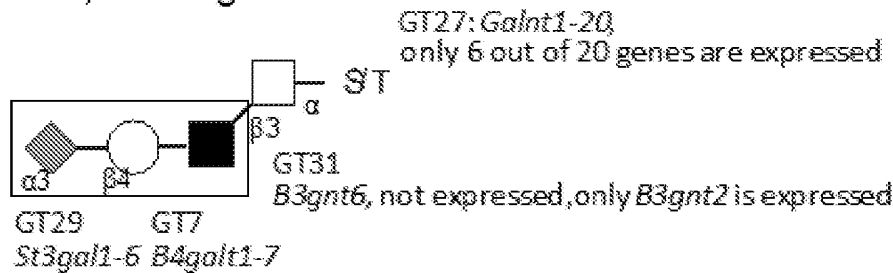 GT27: Galnt1-20,
only 6 out of 20 genes are expressed
S/T
α
β3
α3
β4
GT31
B3gnt6, not expressed, only B3gnt2 is expressed
GT29 GT7
St3gal1-6 B4galt1-7